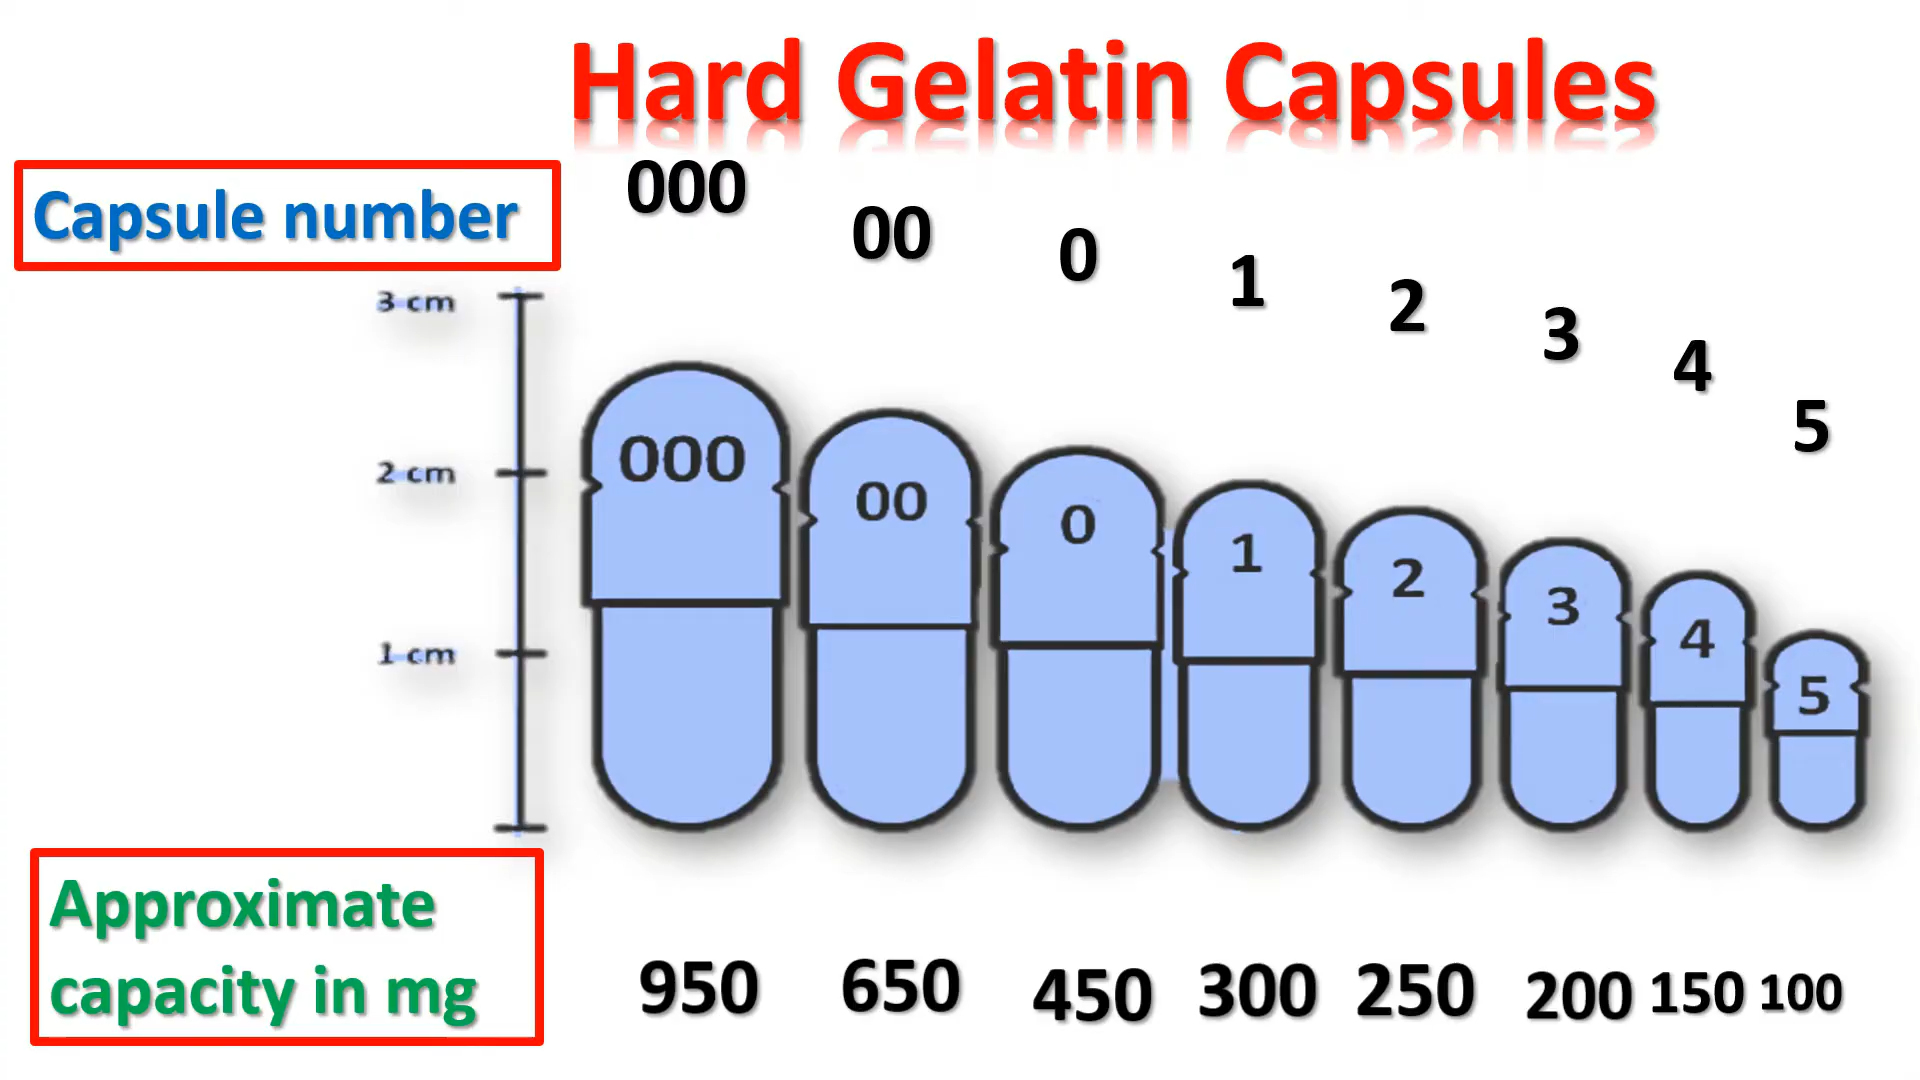 Hard Gelatin Capsules
Capsule number
000 00 0 1 2 3 4 5
3 cm
2 cm
1 cm
000 00 0 1 2 3 4 5
Approximate
capacity in mg
950 650 450 300 250 200 150 100